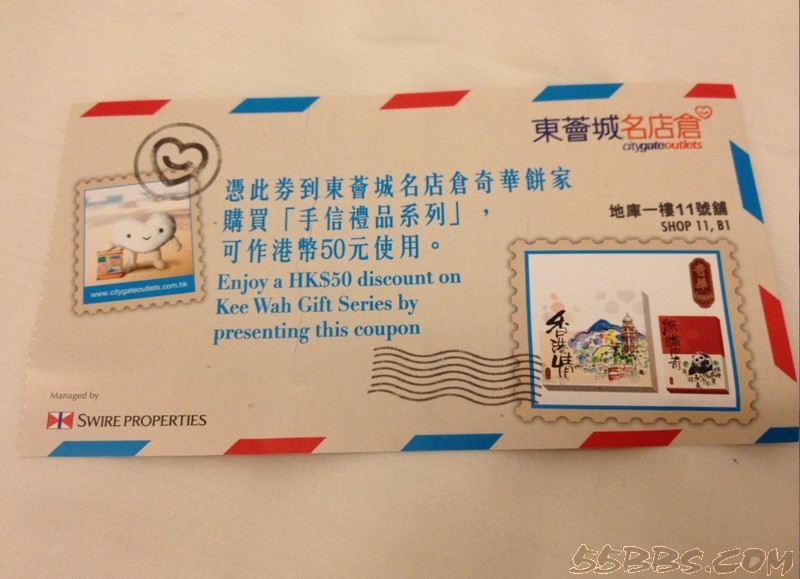 東薈城名店倉
citygateoutlets
憑此券到東薈城名店倉奇華餅家
購買「手信禮品系列」，
可作港幣50元使用。
Enjoy a HK$50 discount on
Kee Wah Gift Series by
presenting this coupon
www.citygateoutlets.com.hk
地庫一樓11號舖
SHOP 11, B1
奇華
香港情
Managed by
SWIRE PROPERTIES
55BBS.COM